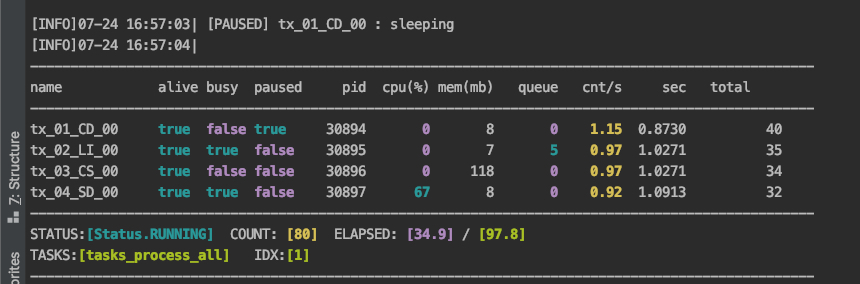 [INFO]07-24 16:57:03| [PAUSED] tx_01_CD_00 : sleeping
[INFO]07-24 16:57:04|
name alive busy paused pid cpu(%) mem(mb) queue cnt/s sec total
tx_01_CD_00 true false true 30894 0 8 0 1.15 0.8730 40
tx_02_LI_00 true true false 30895 0 7 5 0.97 1.0271 35
tx_03_CS_00 true false false 30896 0 118 0 0.97 1.0271 34
tx_04_SD_00 true true false 30897 67 8 0 0.92 1.0913 32
STATUS:[Status.RUNNING] COUNT: [80] ELAPSED: [34.9] / [97.8]
TASKS:[tasks_process_all] IDX:[1]
7: Structure